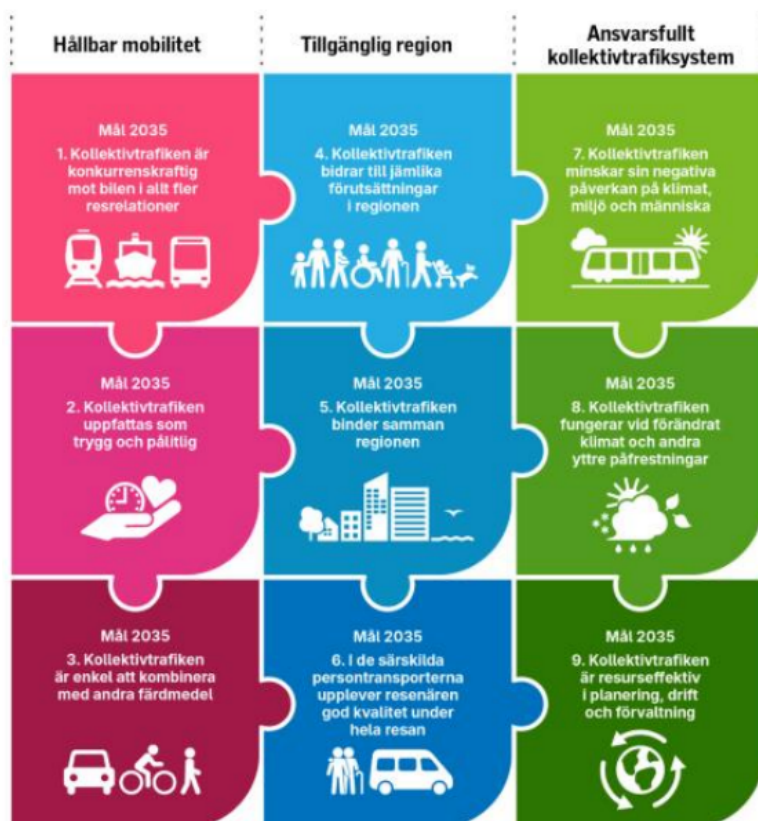 Hållbar mobilitet
Tillgänglig region
Ansvarsfullt
kollektivtrafiksystem
Mål 2035
1. Kollektivtrafiken är
konkurrenskraftig
mot bilen i allt fler
resrelationer
Mål 2035
4. Kollektivtrafiken
bidrar till jämlika
förutsättningar
i regionen
Mål 2035
7. Kollektivtrafiken
minskar sin negativa
påverkan på klimat,
miljö och människa
Mål 2035
2. Kollektivtrafiken
uppfattas som
trygg och pålitlig
Mål 2035
5. Kollektivtrafiken
binder samman
regionen
Mål 2035
8. Kollektivtrafiken
fungerar vid förändrat
klimat och andra
yttre påfrestningar
Mål 2035
3. Kollektivtrafiken
är enkel att kombinera
med andra färdmedel
Mål 2035
6. I de särskilda
persontransporterna
upplever resenären
god kvalitet under
hela resan
Mål 2035
9. Kollektivtrafiken
är resurseffektiv
i planering, drift
och förvaltning